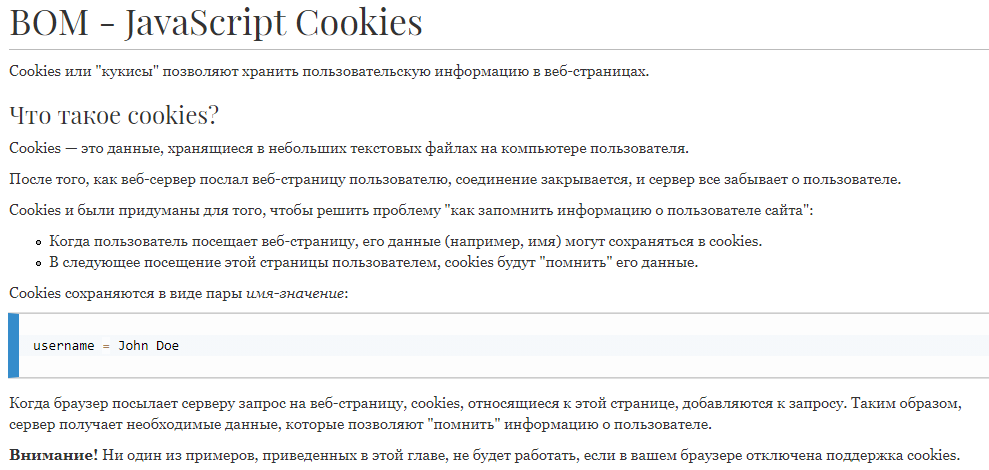 BOM - JavaScript Cookies
Cookies или "кукисы" позволяют хранить пользовательскую информацию в веб-страницах.
Что такое cookies?
Cookies — это данные, хранящиеся в небольших текстовых файлах на компьютере пользователя.
После того, как веб-сервер послал веб-страницу пользователю, соединение закрывается, и сервер все забывает о пользователе.
Cookies и были придуманы для того, чтобы решить проблему "как запомнить информацию о пользователе сайта":
Когда пользователь посещает веб-страницу, его данные (например, имя) могут сохраняться в cookies.
В следующее посещение этой страницы пользователем, cookies будут "помнить" его данные.
Cookies сохраняются в виде пары имя-значение:
username = John Doe
Когда браузер посылает серверу запрос на веб-страницу, cookies, относящиеся к этой странице, добавляются к запросу. Таким образом,
сервер получает необходимые данные, которые позволяют "помнить" информацию о пользователе.
Внимание! Ни один из примеров, приведенных в этой главе, не будет работать, если в вашем браузере отключена поддержка cookies.